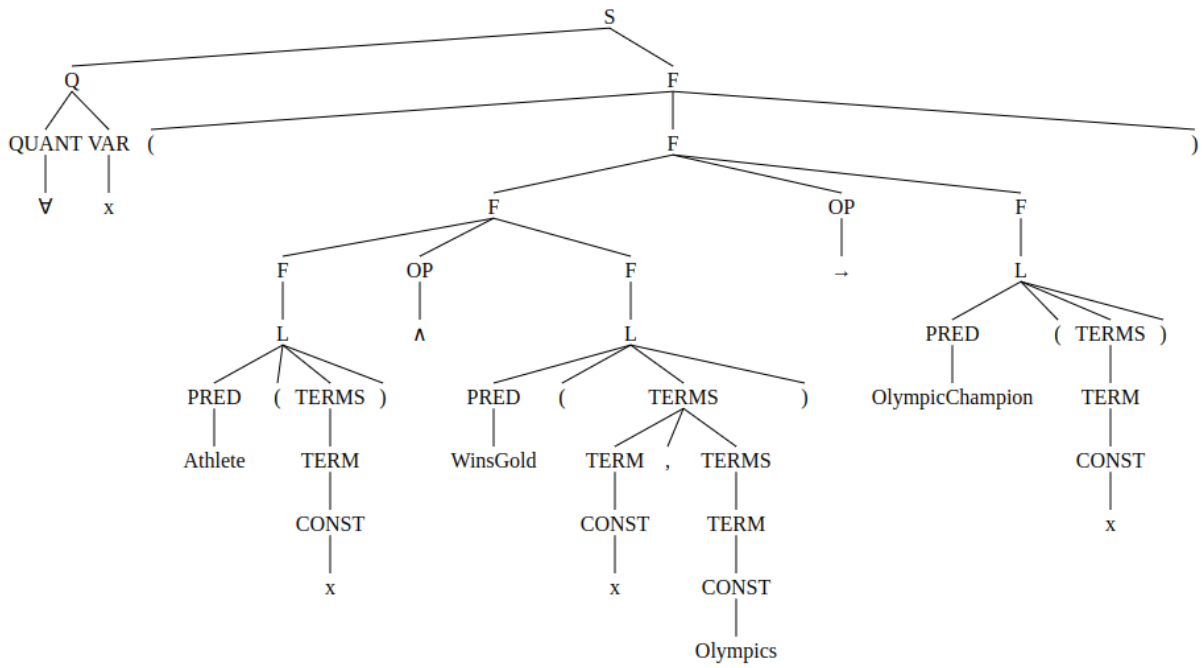 S
Q F
QUANT VAR ( F )
∀ x F OP F
F OP F → L
L ∧ L PRED ( TERMS )
PRED ( TERMS ) PRED ( TERMS ) OlympicChampion TERM
Athlete TERM WinsGold TERM , TERMS CONST
CONST CONST TERM x
x x CONST
Olympics